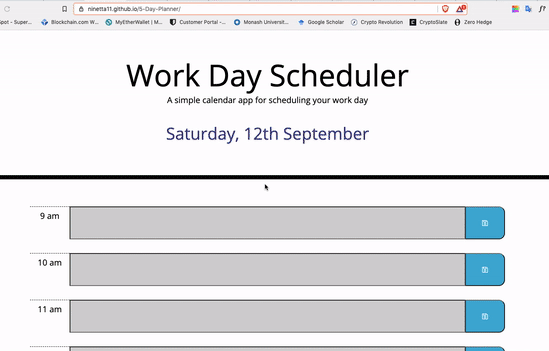 ninetta11.github.io/5-Day-Planner/
Spot - Super... Blockchain.com W... MyEtherWallet | M... Customer Portal -... Monash Universit... Google Scholar Crypto Revolution CryptoSlate Zero Hedge
Work Day Scheduler
A simple calendar app for scheduling your work day
Saturday, 12th September
9 am
10 am
11 am